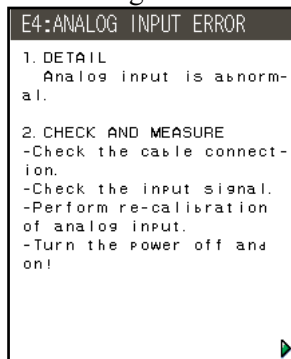 E4:ANALOG INPUT ERROR
1. DETAIL
Analog input is abnorm-
al.
2. CHECK AND MEASURE
-Check the cable connect-
ion.
-Check the input signal.
-Perform re-calibration
of analog input.
-Turn the power off and
on!